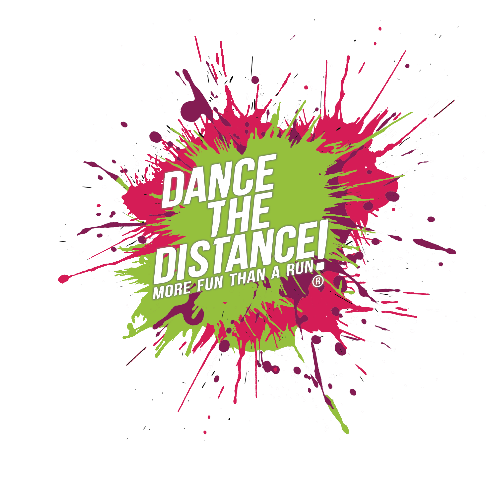 DANCE
THE
DISTANCE!
MORE FUN THAN A RUN
®